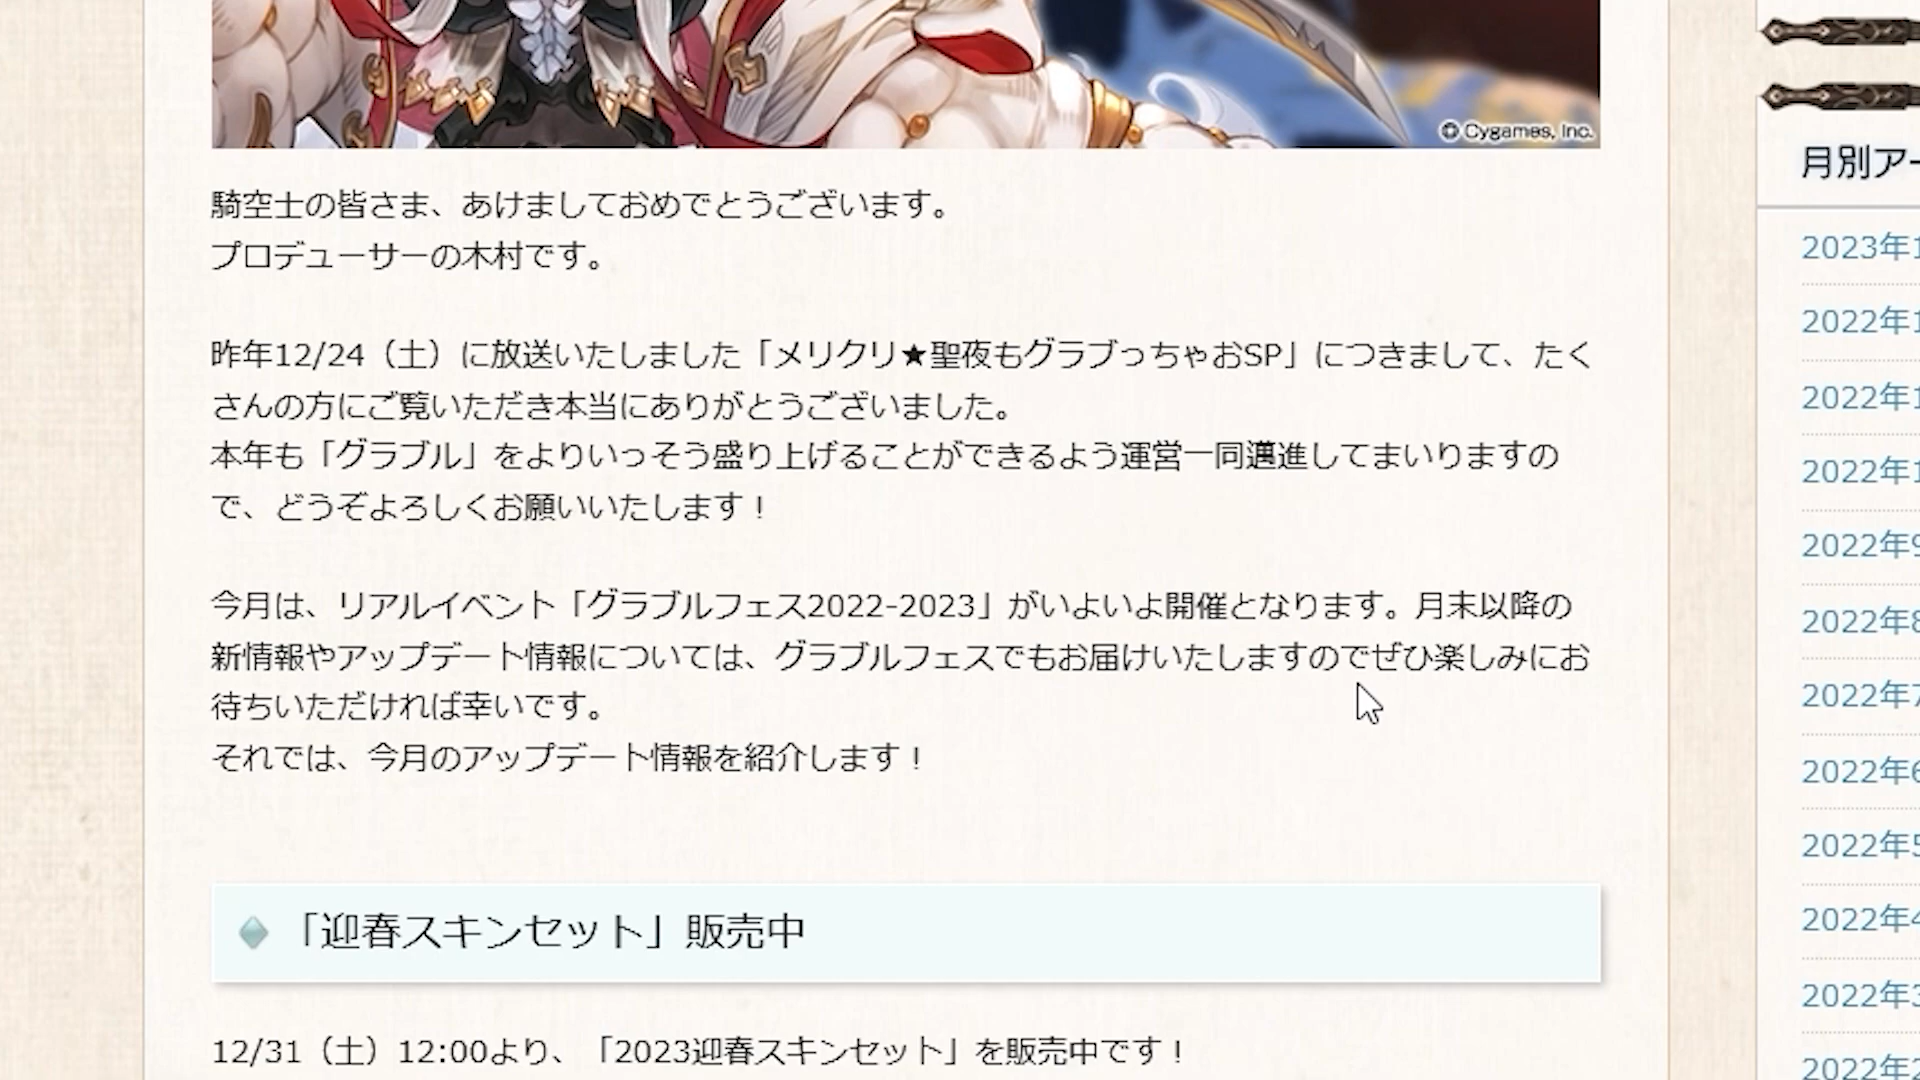 © Cygames, Inc.
騎空士の皆さま、あけましておめでとうございます。
プロデューサーの木村です。
昨年12/24（土）に放送いたしました「メリクリ★聖夜もグラブっちゃおSP」につきまして、たく
さんの方にご覧いただき本当にありがとうございました。
本年も「グラブル」をよりいっそう盛り上げることができるよう運営一同邁進してまいりますの
で、どうぞよろしくお願いいたします！
今月は、リアルイベント「グラブルフェス2022-2023」がいよいよ開催となります。月末以降の
新情報やアップデート情報については、グラブルフェスでもお届けいたしますのでぜひ楽しみにお
待ちいただければ幸いです。
それでは、今月のアップデート情報を紹介します！
「迎春スキンセット」販売中
12/31（土）12:00より、「2023迎春スキンセット」を販売中です！
月別アー
2023年1
2022年1
2022年1
2022年1
2022年9
2022年8
2022年7
2022年6
2022年5
2022年4
2022年3
2022年2